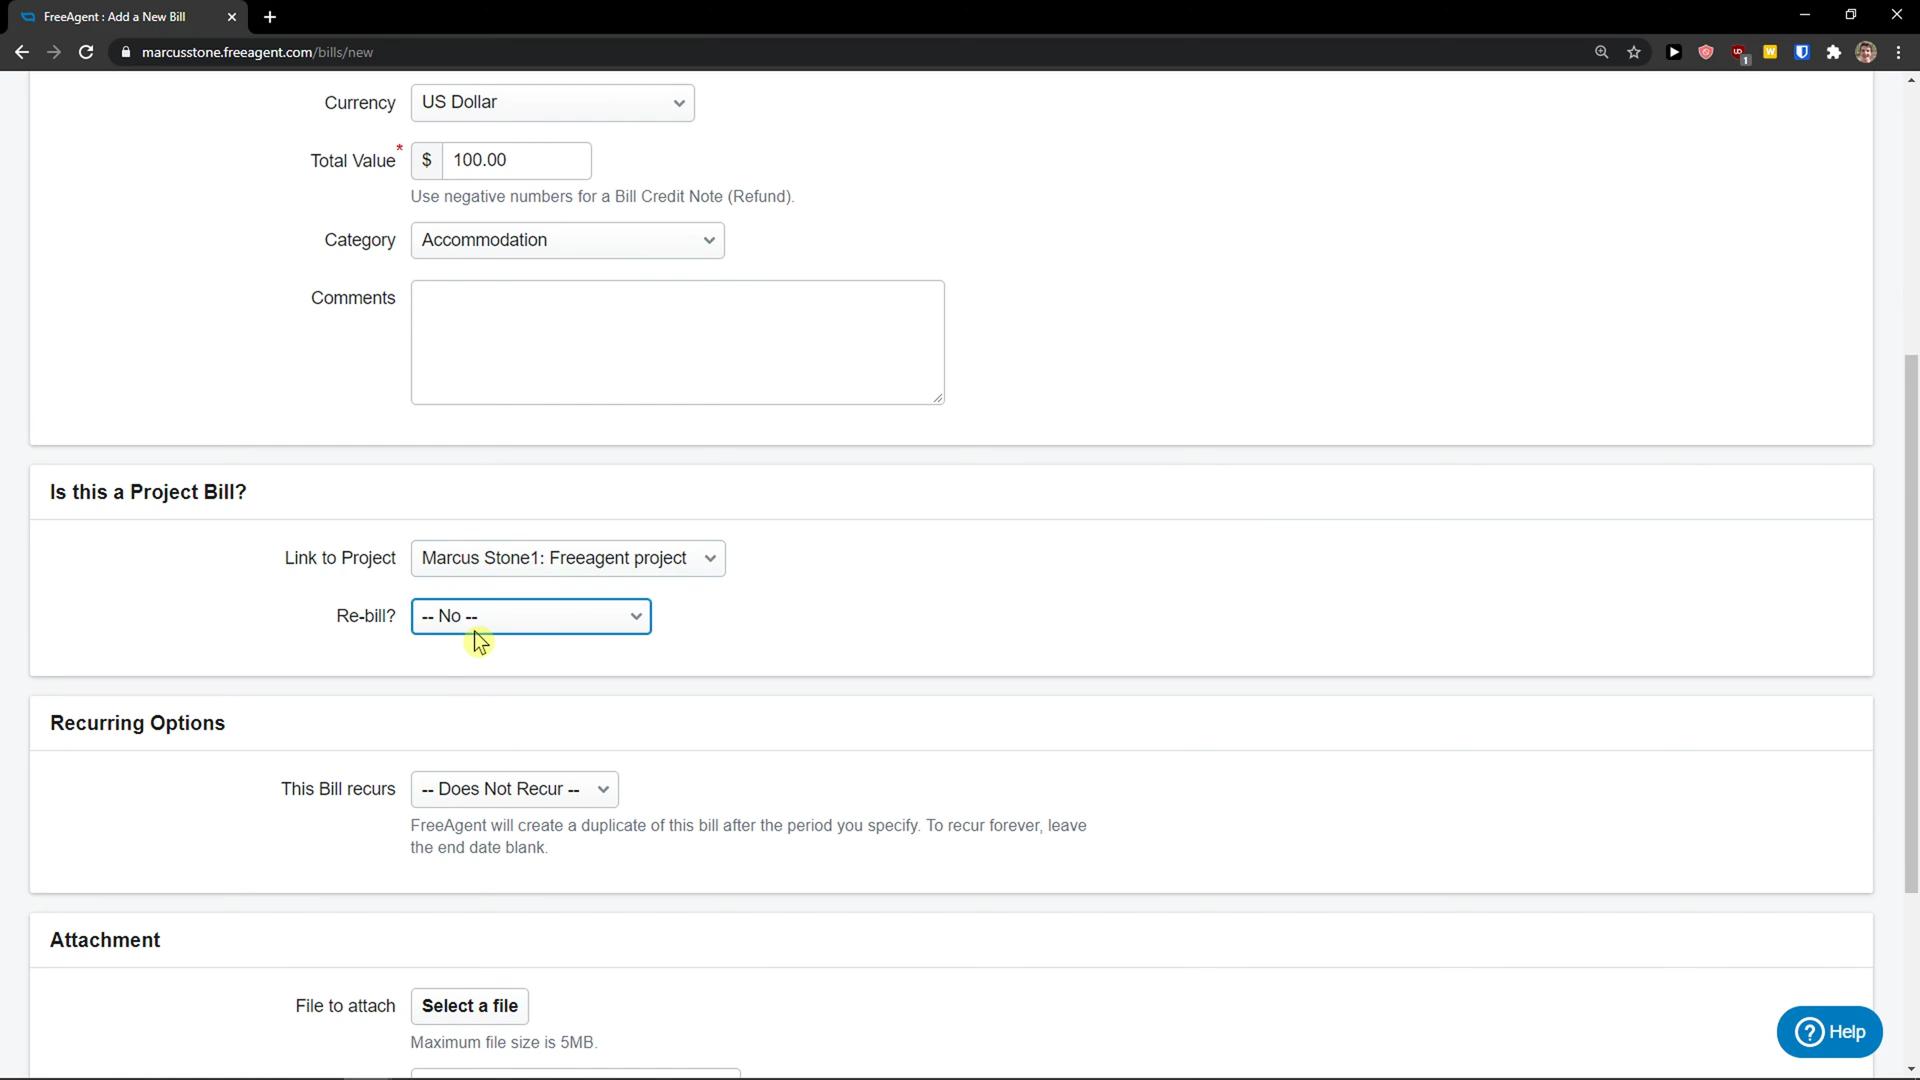 FreeAgent : Add a New Bill
marcusstone.freeagent.com/bills/new
1
Currency
US Dollar
Total Value*
$ 100.00
Use negative numbers for a Bill Credit Note (Refund).
Category
Accommodation
Comments
Is this a Project Bill?
Link to Project
Marcus Stone1: Freeagent project
Re-bill?
-- No --
Recurring Options
This Bill recurs
-- Does Not Recur --
FreeAgent will create a duplicate of this bill after the period you specify. To recur forever, leave
the end date blank.
Attachment
File to attach
Select a file
Maximum file size is 5MB.
? Help